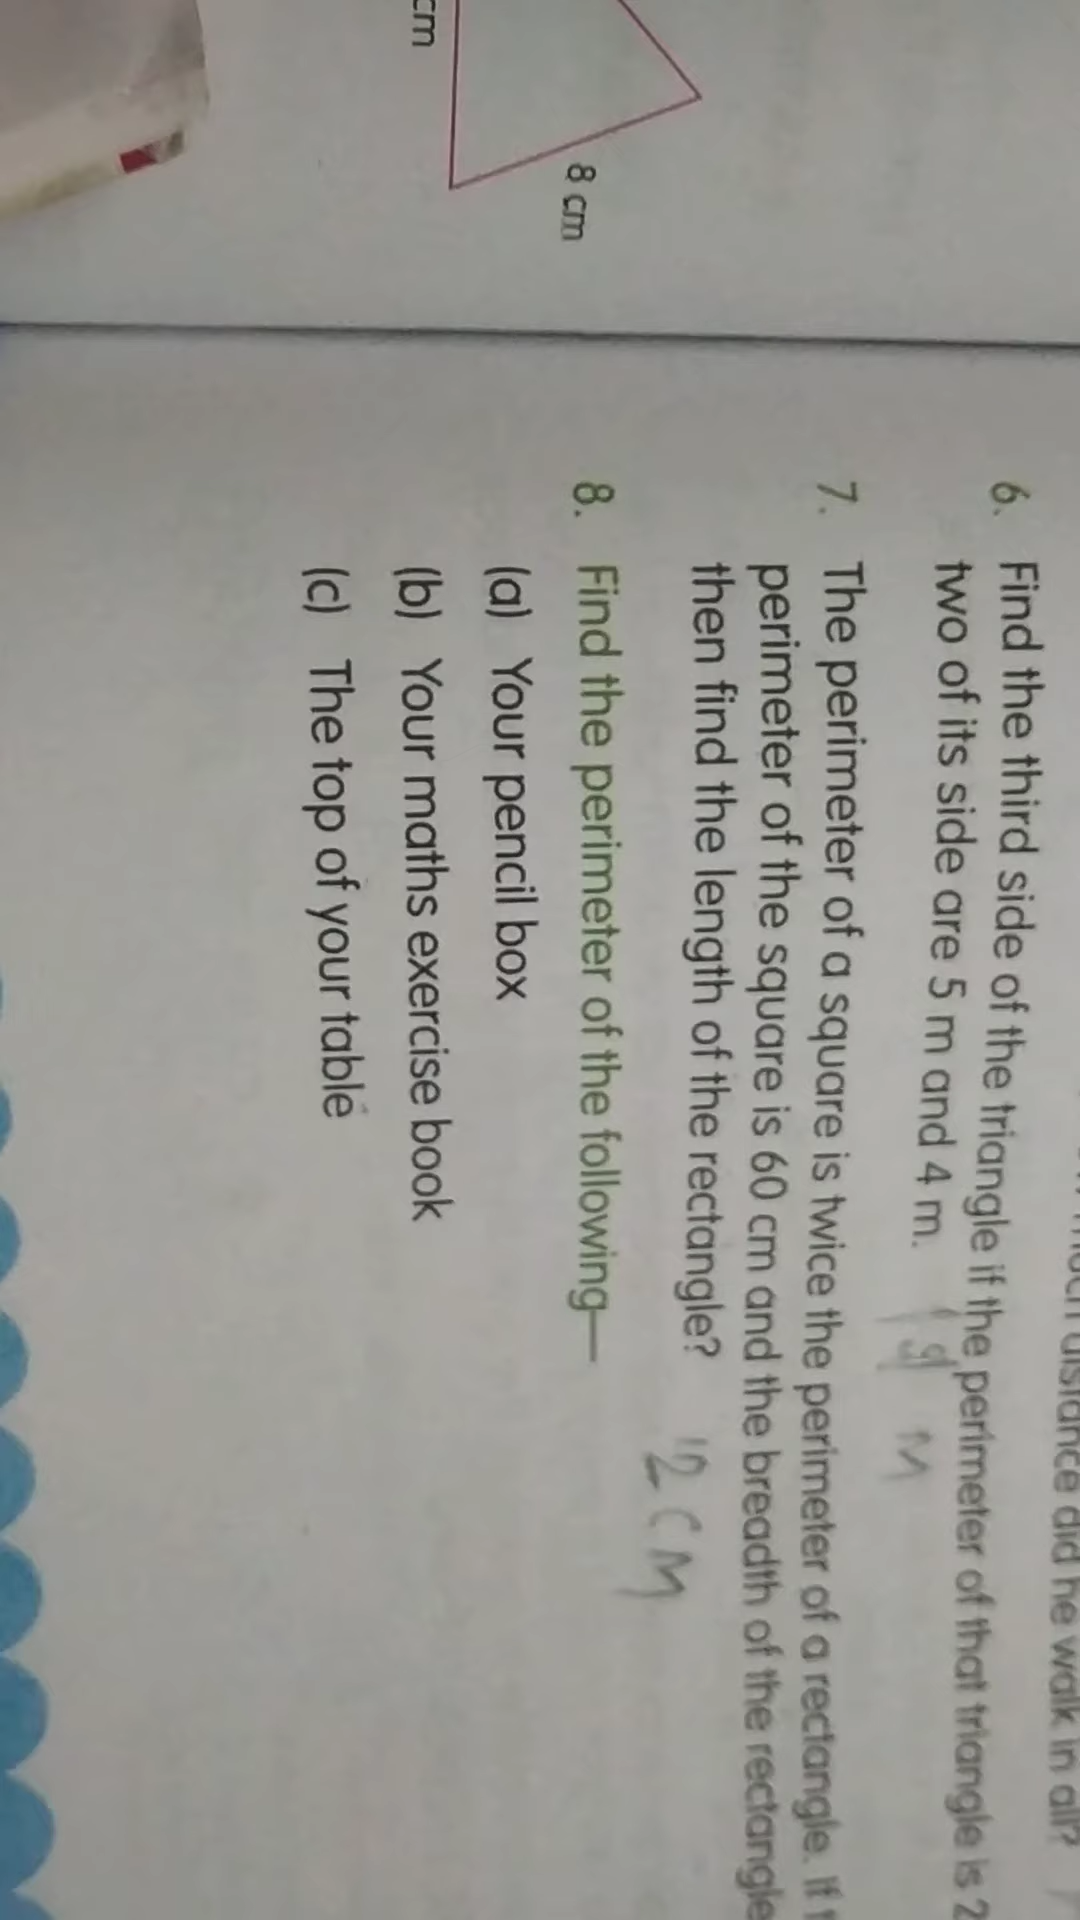 cm
8 cm
distance did he walk in all?
6. Find the third side of the triangle if the perimeter of that triangle is 2
two of its side are 5 m and 4 m.
M
7. The perimeter of a square is twice the perimeter of a rectangle. If
perimeter of the square is 60 cm and the breadth of the rectangle
then find the length of the rectangle?
12 CM
8. Find the perimeter of the following—
(a) Your pencil box
(b) Your maths exercise book
(c) The top of your table